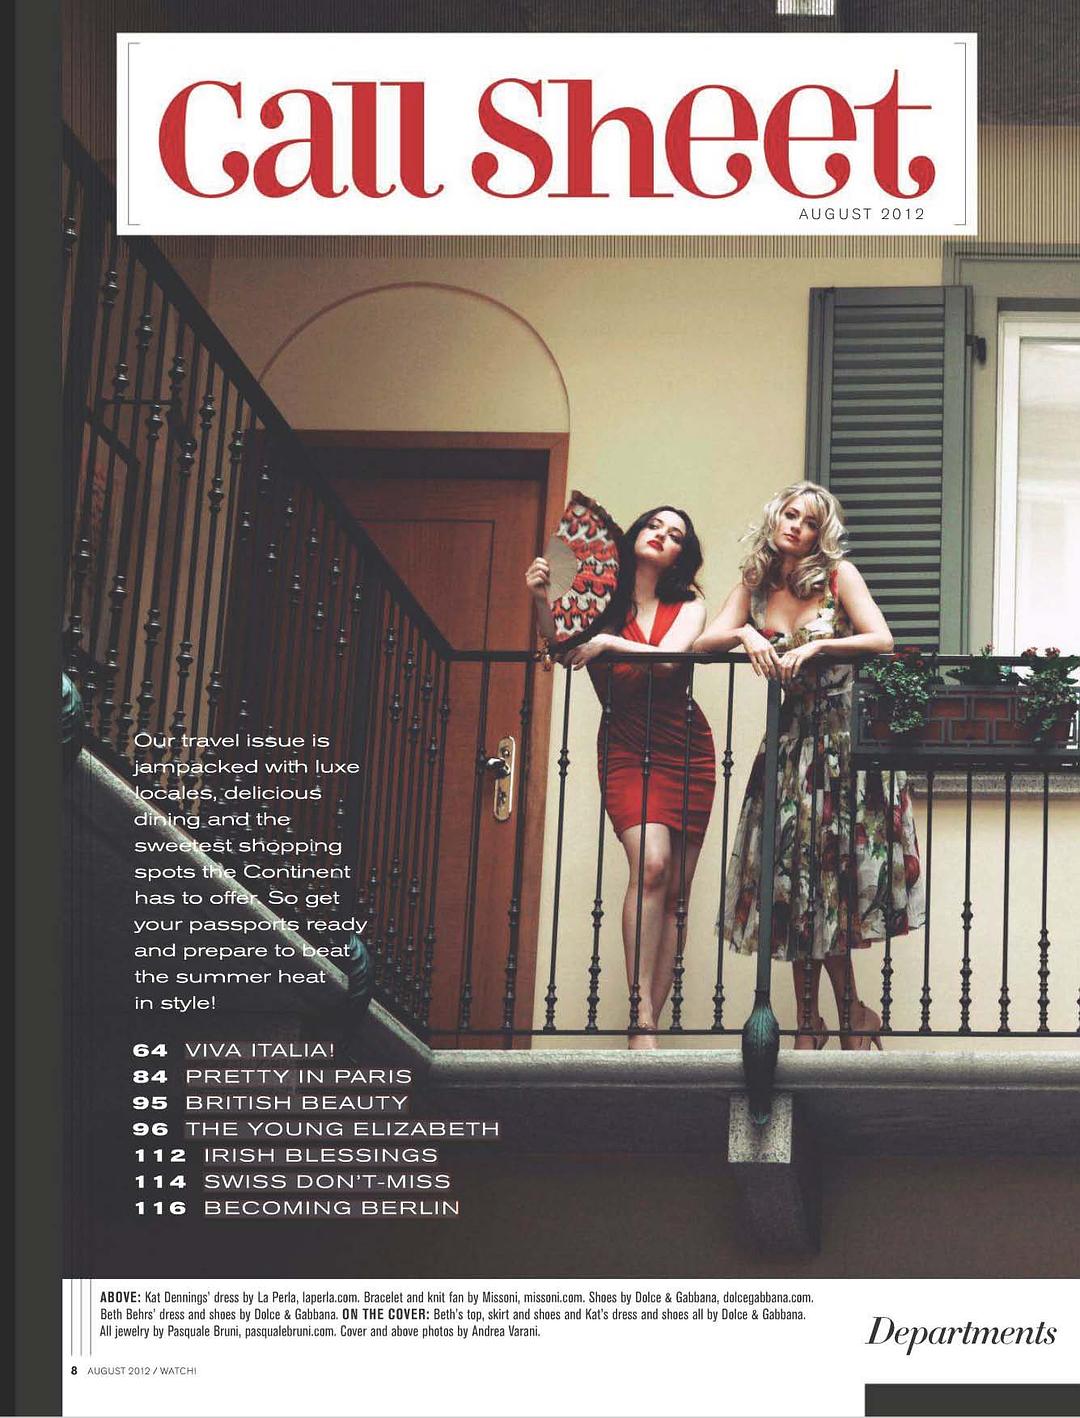 Call Sheet
AUGUST 2012
Our travel issue is
jampacked with luxe
locales, delicious
dining and the
sweetest shopping
spots the Continent
has to offer. So get
your passports ready
and prepare to beat
the summer heat
in style!
64 VIVA ITALIA!
84 PRETTY IN PARIS
95 BRITISH BEAUTY
96 THE YOUNG ELIZABETH
112 IRISH BLESSINGS
114 SWISS DON'T-MISS
116 BECOMING BERLIN
ABOVE: Kat Dennings' dress by La Perla, laperla.com. Bracelet and knit fan by Missoni, missoni.com. Shoes by Dolce & Gabbana, dolcegabbana.com.
Beth Behrs' dress and shoes by Dolce & Gabbana. ON THE COVER: Beth's top, skirt and shoes and Kat's dress and shoes all by Dolce & Gabbana.
All jewelry by Pasquale Bruni, pasqualebruni.com. Cover and above photos by Andrea Varani.
Departments
8 AUGUST 2012 / WATCH!